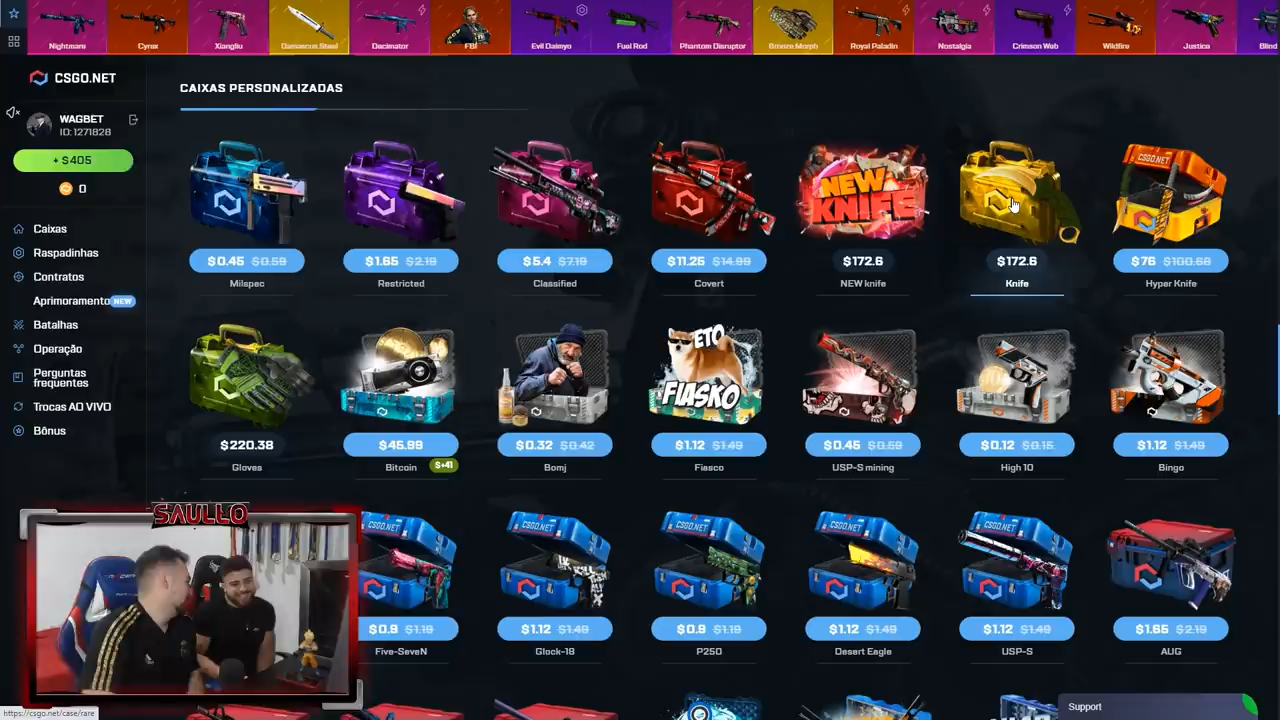 Nightmare
Cyrex
Xiangliu
Damascus Steel
Decimator
FBI
Evil Daimyo
Fuel Rod
Phantom Disruptor
Bronze Morph
Royal Paladin
Nostalgia
Crimson Web
Wildfire
Justice
Blind
CSGO.NET
WAGBET
ID: 1271828
+ $405
0
Caixas
Raspadinhas
Contratos
Aprimoramento NEW
Batalhas
Operação
Perguntas
frequentes
Trocas AO VIVO
Bônus
CAIXAS PERSONALIZADAS
NEW
KNIFE
CSGO.NET
$0.45 $0.59
$1.65 $2.19
$5.4 $7.19
$11.25 $14.99
$172.6
$172.6
$76 $100.68
Milspec
Restricted
Classified
Covert
NEW knife
Knife
Hyper Knife
ETO
FIASKO
$220.38
$45.99
$0.32 $0.42
$1.12 $1.49
$0.45 $0.59
$0.12 $0.15
$1.12 $1.49
Gloves
Bitcoin
$+41
Bomj
Fiasco
USP-S mining
High 10
Bingo
CSGO.NET
CSGO.NET
CSGO.NET
CSGO.NET
CSGO.NET
$0.9 $1.19
$1.12 $1.49
$0.9 $1.19
$1.12 $1.49
$1.12 $1.49
$1.65 $2.19
Five-SeveN
Glock-18
P250
Desert Eagle
USP-S
AUG
SAULLO
https://csgo.net/case/rare
Support